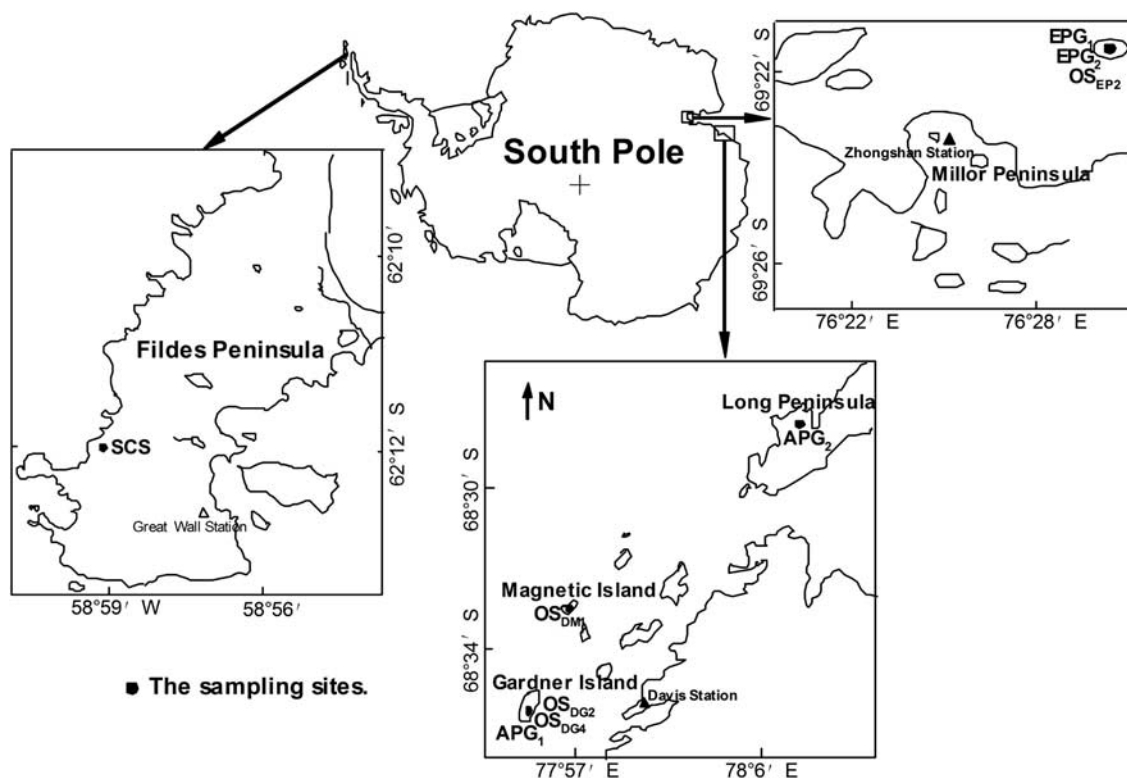 South Pole
EPG1
EPG2
OSEP2
69°22′ S
Zhongshan Station
Millor Peninsula
69°26′ S
76°22′ E
76°28′ E
62°10′
Fildes Peninsula
SCS
62°12′ S
Great Wall Station
58°59′ W
58°56′
N
Long Peninsula
APG2
68°30′ S
Magnetic Island
OSDM1
68°34′ S
Gardner Island
Davis Station
OSDG2
OSDG4
APG1
77°57′ E
78°6′ E
The sampling sites.